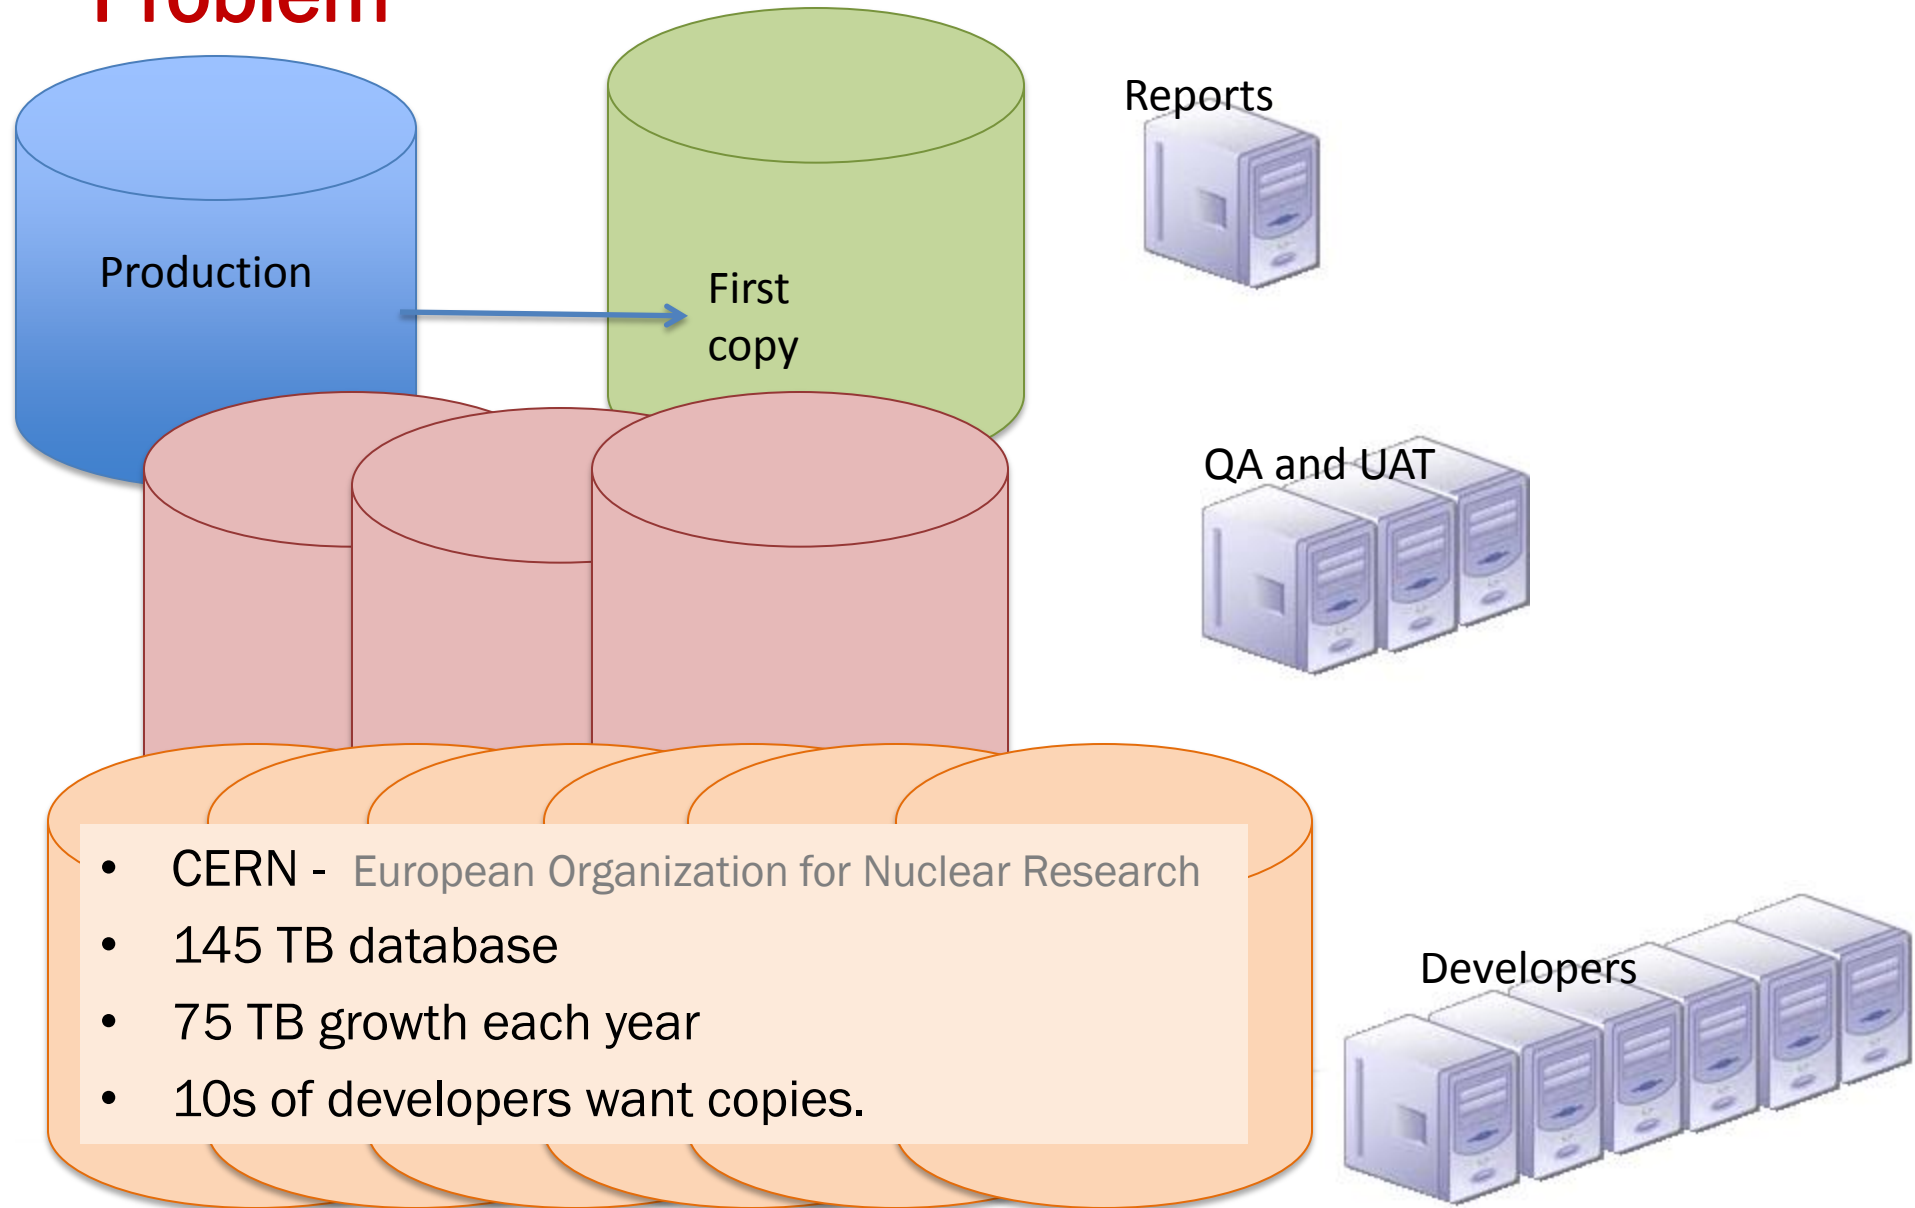 Problem
Reports
Production
First
copy
QA and UAT
• CERN - European Organization for Nuclear Research
• 145 TB database
• 75 TB growth each year
• 10s of developers want copies.
Developers